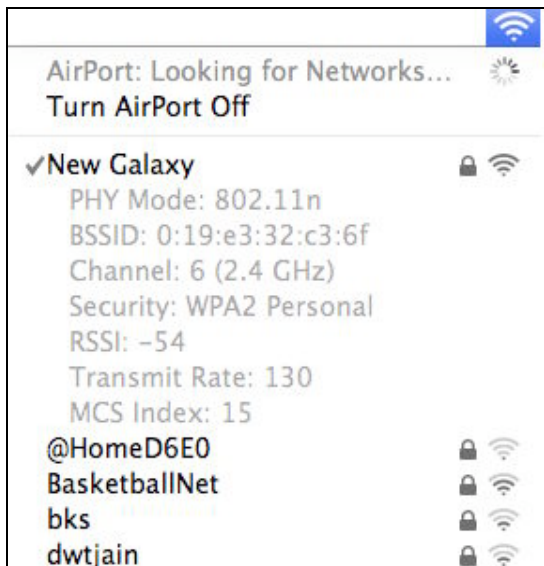 AirPort: Looking for Networks...
Turn AirPort Off
✓New Galaxy
PHY Mode: 802.11n
BSSID: 0:19:e3:32:c3:6f
Channel: 6 (2.4 GHz)
Security: WPA2 Personal
RSSI: -54
Transmit Rate: 130
MCS Index: 15
@HomeD6E0
BasketballNet
bks
dwtjain